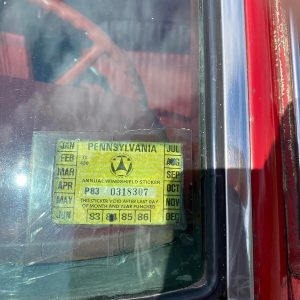 JAN PENNSYLVANIA JUL
FEB AUG
MAR ANNUAL WINDSHIELD STICKER SEP
APR P83 0318307 OCT
MAY THIS STICKER VOID AFTER LAST DAY NOV
JUN OF MONTH AND YEAR PUNCHED DEC
83 85 86